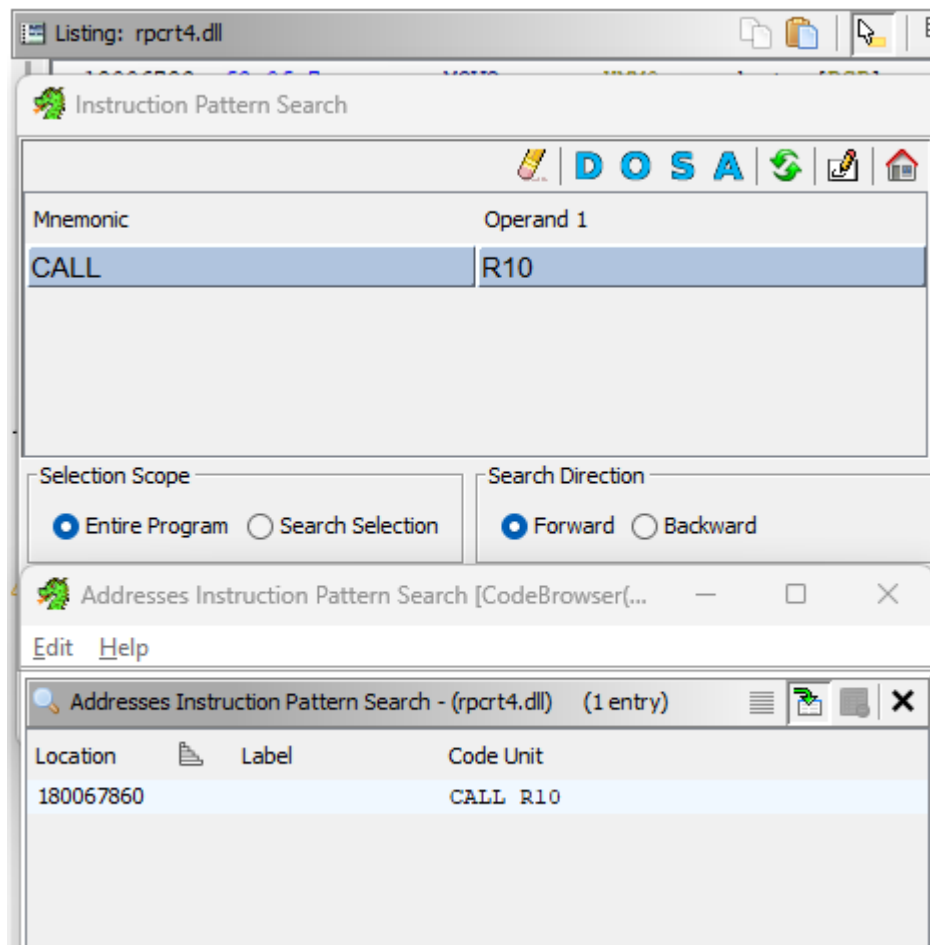 Listing: rpcrt4.dll
Instruction Pattern Search
D O S A
Mnemonic Operand 1
CALL R10
Selection Scope Search Direction
Entire Program Search Selection Forward Backward
Addresses Instruction Pattern Search [CodeBrowser(...
Edit Help
Addresses Instruction Pattern Search - (rpcrt4.dll) (1 entry)
Location Label Code Unit
180067860 CALL R10